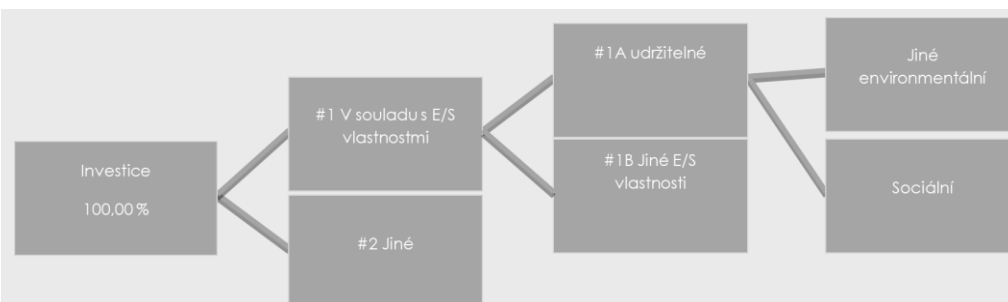 Investice
100,00 %
#1 V souladu s E/S
vlastnostmi
#2 Jiné
#1A udržitelné
#1B Jiné E/S
vlastnosti
Jiné
environmentální
Sociální